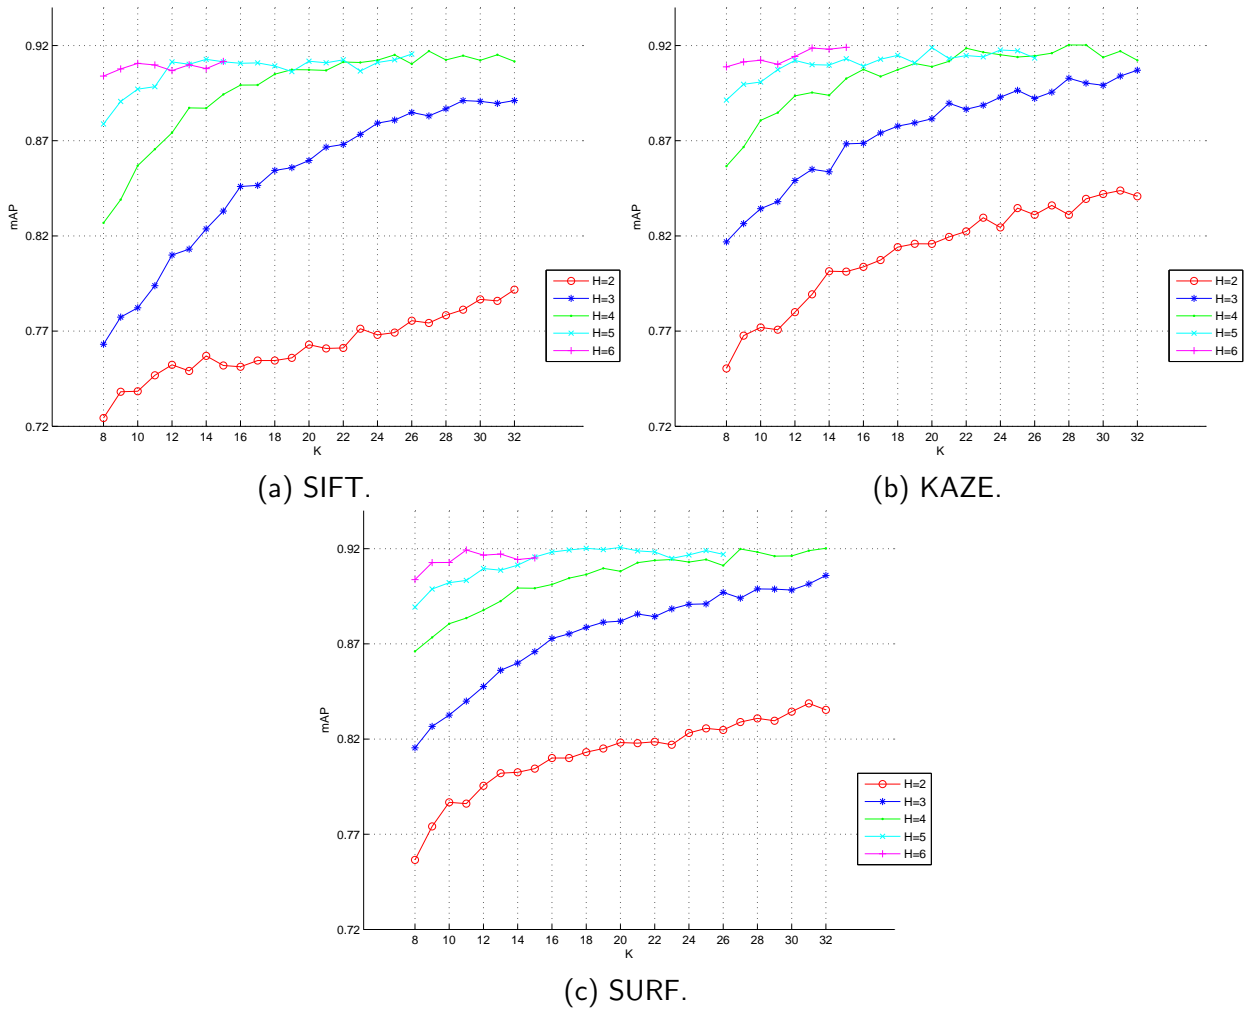 0.92
0.87
0.82
0.77
0.72
mAP
8 10 12 14 16 18 20 22 24 26 28 30 32
K
H=2
H=3
H=4
H=5
H=6
(a) SIFT.
0.92
0.87
0.82
0.77
0.72
mAP
8 10 12 14 16 18 20 22 24 26 28 30 32
K
H=2
H=3
H=4
H=5
H=6
(b) KAZE.
0.92
0.87
0.82
0.77
0.72
mAP
8 10 12 14 16 18 20 22 24 26 28 30 32
K
H=2
H=3
H=4
H=5
H=6
(c) SURF.